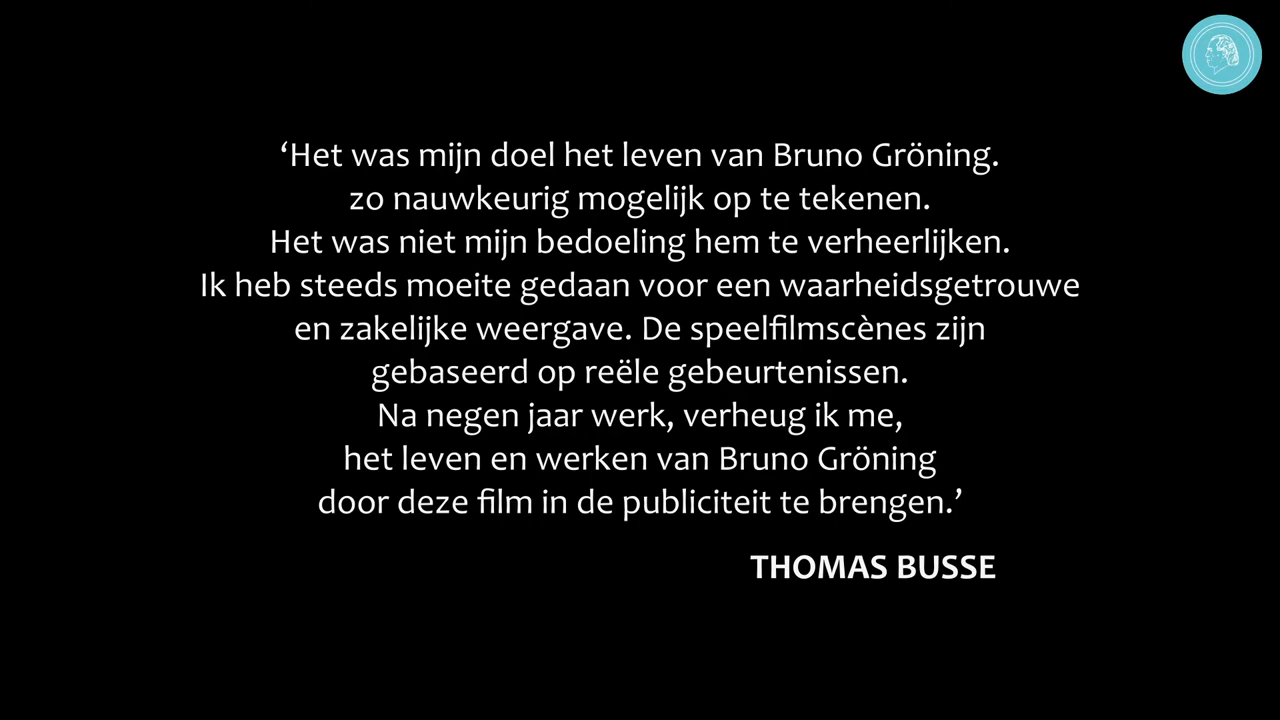 ‘Het was mijn doel het leven van Bruno Gröning.
zo nauwkeurig mogelijk op te tekenen.
Het was niet mijn bedoeling hem te verheerlijken.
Ik heb steeds moeite gedaan voor een waarheidsgetrouwe
en zakelijke weergave. De speelfilmscènes zijn
gebaseerd op reële gebeurtenissen.
Na negen jaar werk, verheug ik me,
het leven en werken van Bruno Gröning
door deze film in de publiciteit te brengen.’
THOMAS BUSSE